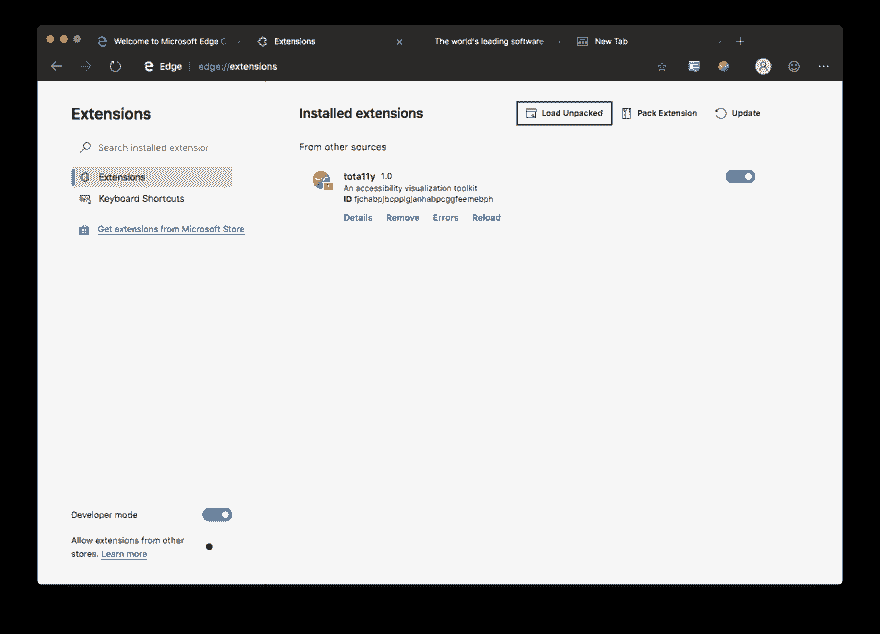 Welcome to Microsoft Edge C
Extensions
The world's leading software
New Tab
Edge
edge://extensions
Extensions
Search installed extension
Extensions
Keyboard Shortcuts
Get extensions from Microsoft Store
Installed extensions
Load Unpacked
Pack Extension
Update
From other sources
tota11y 1.0
An accessibility visualization toolkit
ID
Details Remove Errors Reload
Developer mode
Allow extensions from other
stores. Learn more